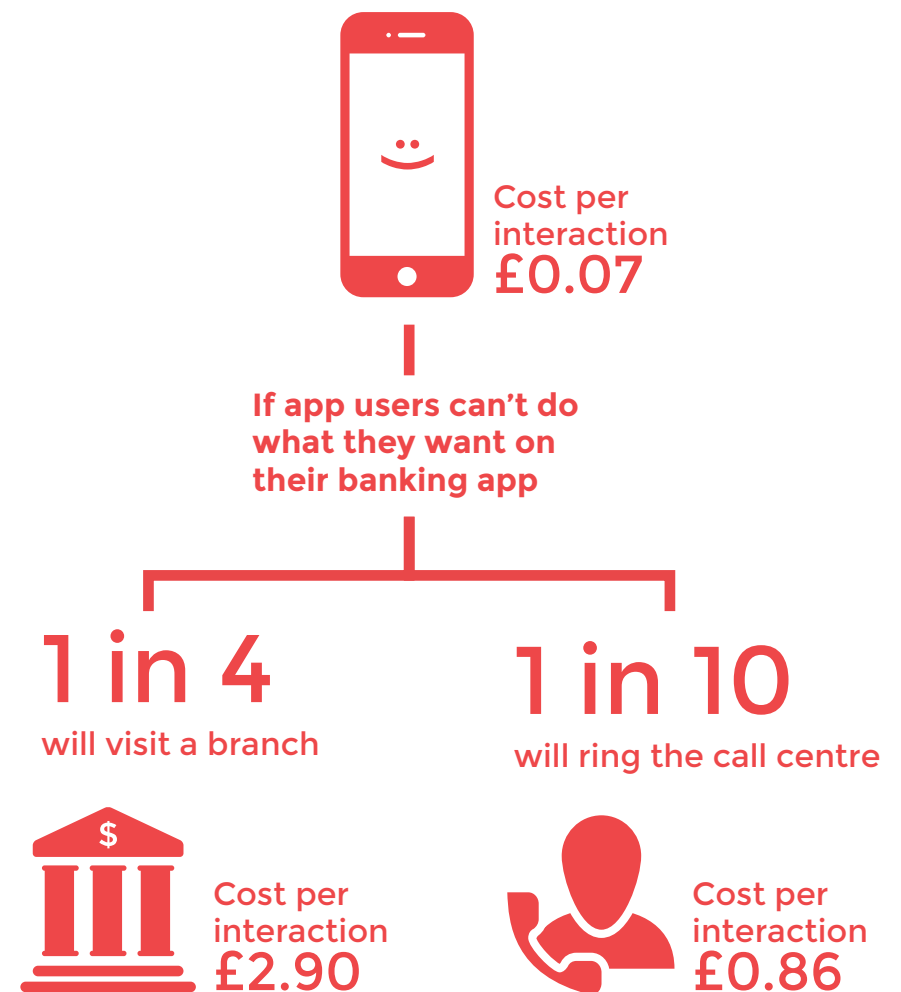 Cost per
interaction
£0.07
If app users can’t do
what they want on
their banking app
1 in 4
will visit a branch
1 in 10
will ring the call centre
$
Cost per
interaction
£2.90
Cost per
interaction
£0.86